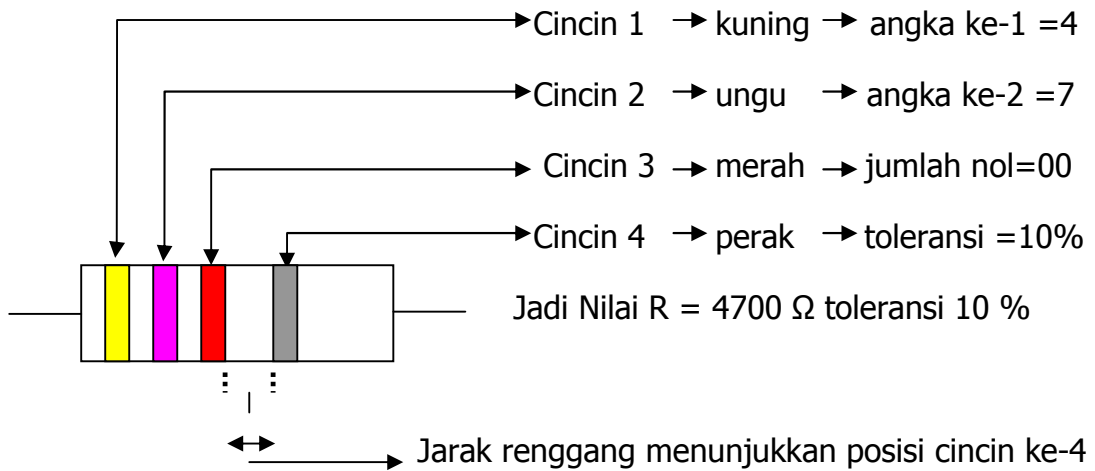 Cincin 1 → kuning → angka ke-1 =4
Cincin 2 → ungu → angka ke-2 =7
Cincin 3 → merah → jumlah nol=00
Cincin 4 → perak → toleransi =10%
Jadi Nilai R = 4700 Ω toleransi 10 %
Jarak renggang menunjukkan posisi cincin ke-4